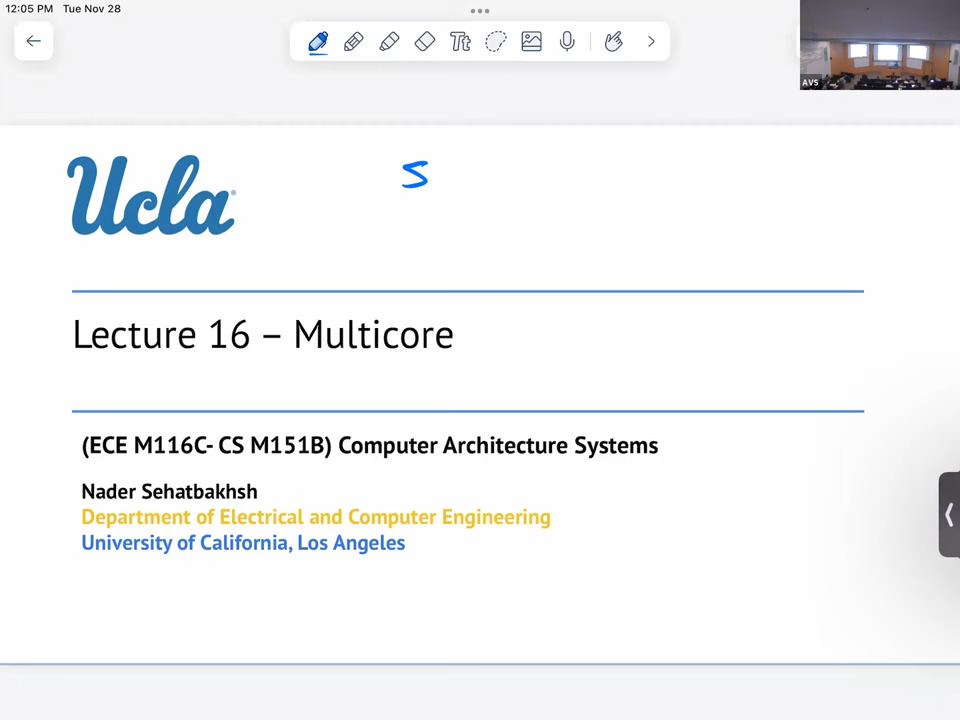 12:05 PM Tue Nov 28
Tt
AVS
Ucla
S
Lecture 16 – Multicore
(ECE M116C- CS M151B) Computer Architecture Systems
Nader Sehatbakhsh
Department of Electrical and Computer Engineering
University of California, Los Angeles